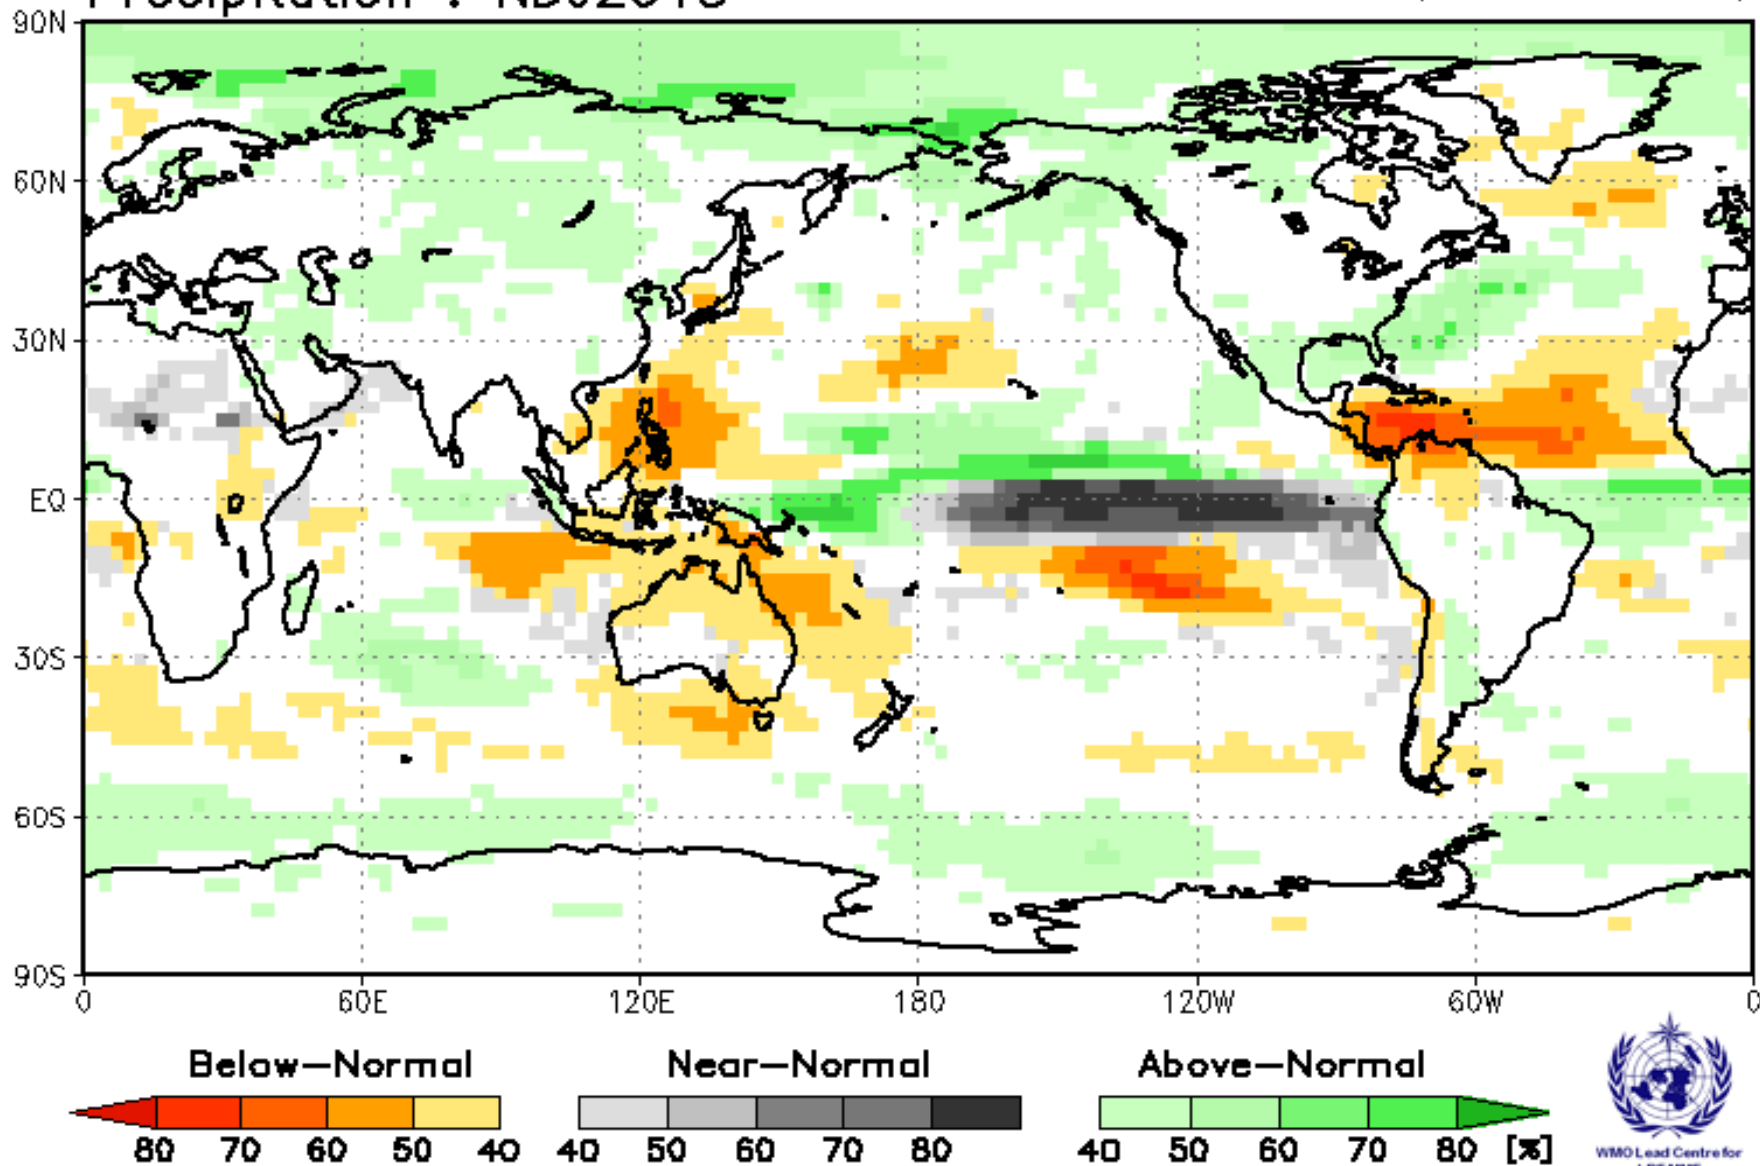 Precipitation : NDJ2018
90N
60N
30N
EQ
30S
60S
90S
0 60E 120E 180 120W 60W 0
Below-Normal Near-Normal Above-Normal
80 70 60 50 40 40 50 60 70 80 40 50 60 70 80 [%]
WMO Lead Centre for